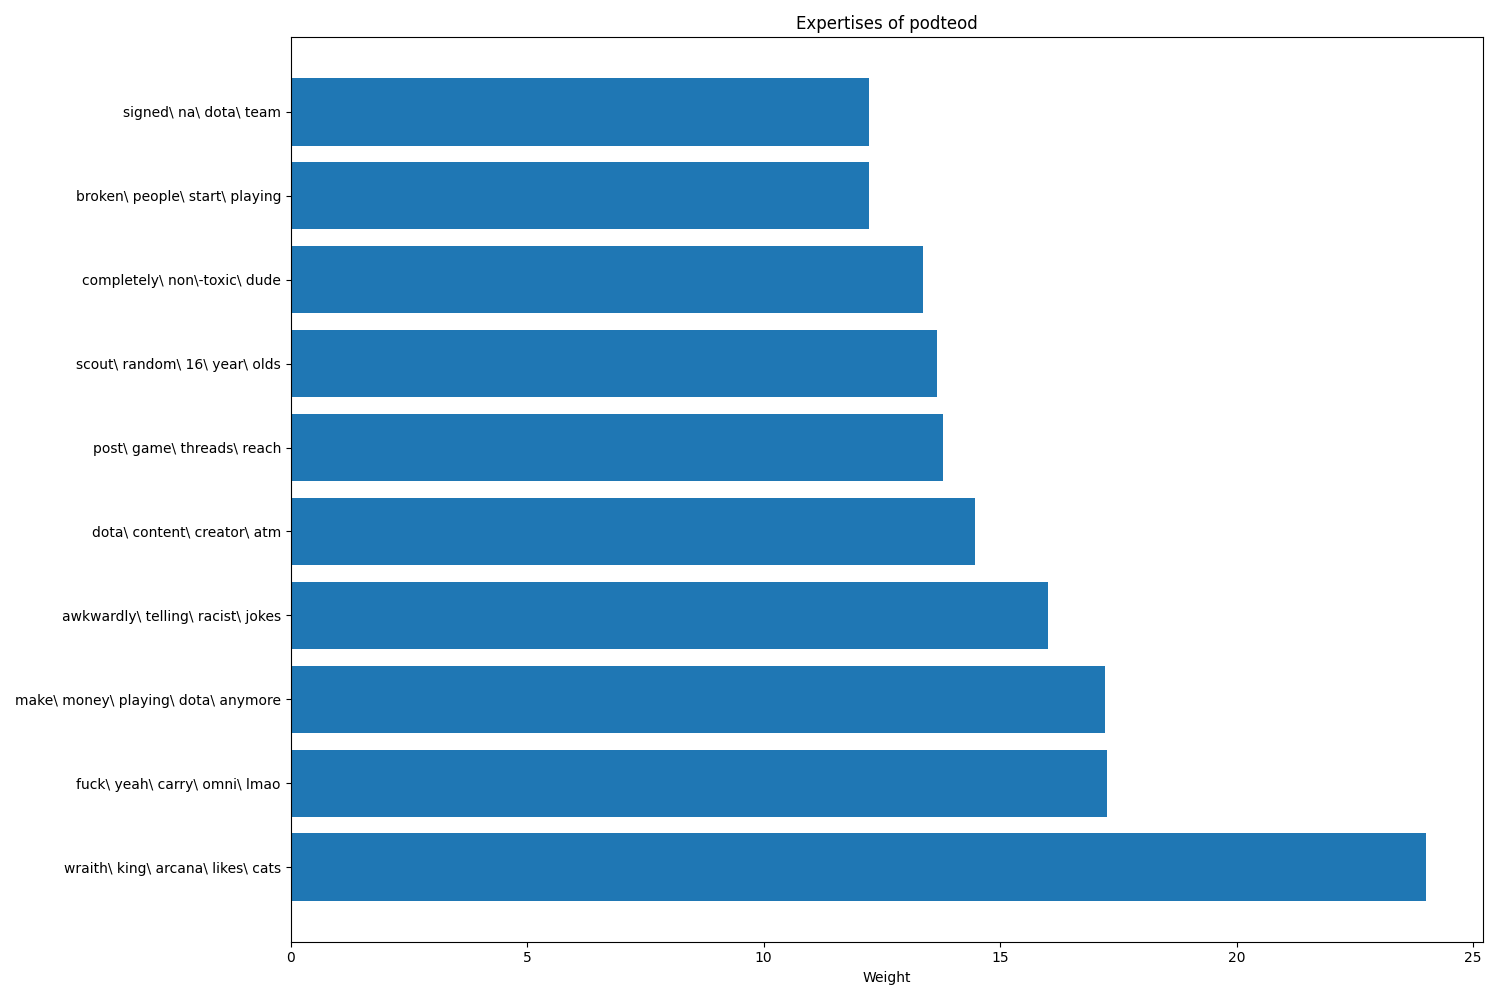 Expertises of podteod
signed\ na\ dota\ team
broken\ people\ start\ playing
completely\ non\-toxic\ dude
scout\ random\ 16\ year\ olds
post\ game\ threads\ reach
dota\ content\ creator\ atm
awkwardly\ telling\ racist\ jokes
make\ money\ playing\ dota\ anymore
fuck\ yeah\ carry\ omni\ lmao
wraith\ king\ arcana\ likes\ cats
0 5 10 15 20 25
Weight